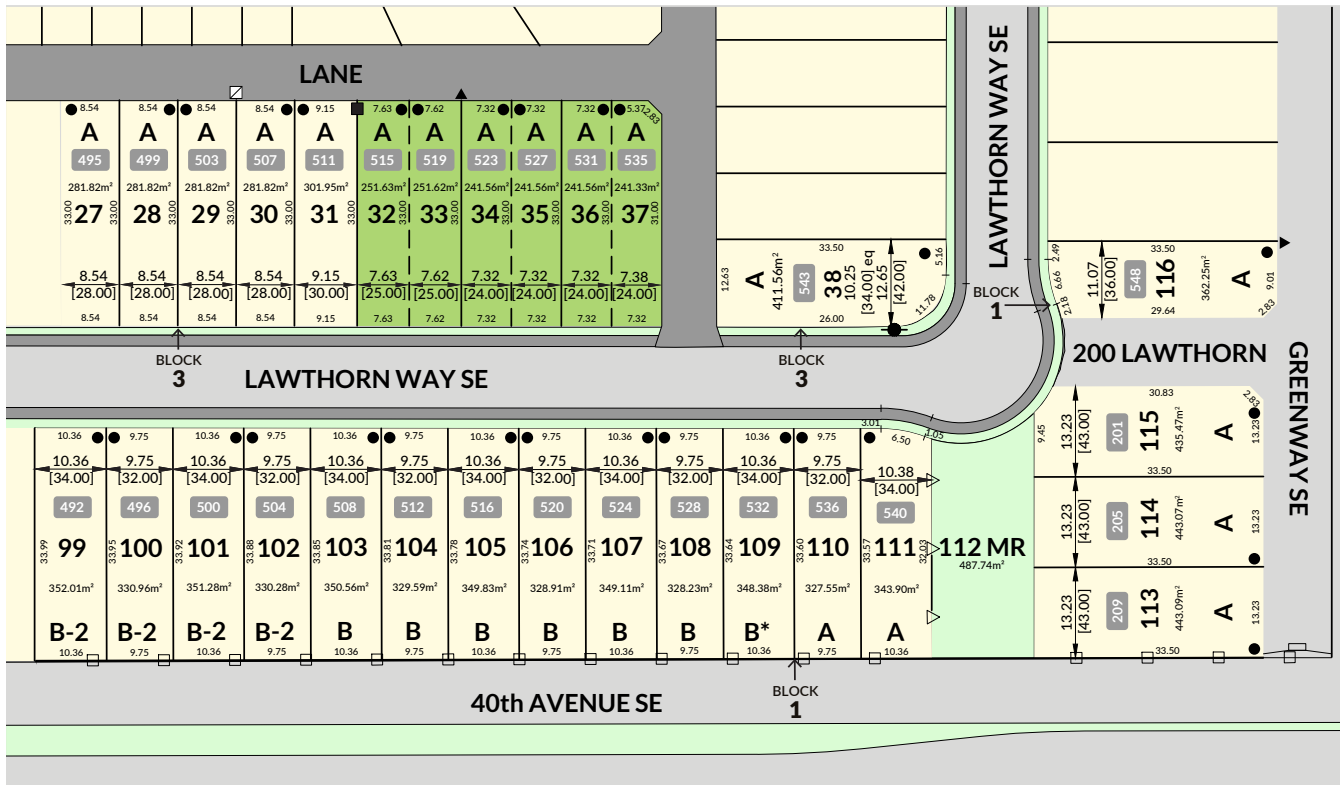 LANE
8.54 8.54 8.54 8.54 9.15 7.63 7.62 7.32 7.32 7.32 5.37 2.83
A A A A A A A A A A A
495 499 503 507 511 515 519 523 527 531 535
281.82m² 281.82m² 281.82m² 281.82m² 301.95m² 251.63m² 251.62m² 241.56m² 241.56m² 241.56m² 241.33m²
33.00 27 33.00 28 33.00 29 33.00 30 33.00 31 32 33.00 33 33.00 34 33.00 35 33.00 36 33.00 37 31.00
8.54 8.54 8.54 8.54 9.15 7.63 7.62 7.32 7.32 7.32 7.38
[28.00] [28.00] [28.00] [28.00] [30.00] [25.00] [25.00] [24.00] [24.00] [24.00] [24.00]
8.54 8.54 8.54 8.54 9.15 7.63 7.62 7.32 7.32 7.32 7.32
33.50
12.63
A
411.56m²
543
38
10.25
[34.00] eq
12.65
[42.00]
5.16
11.78
26.00
LAWTHORN WAY SE
BLOCK
1
2.49
6.66
2.18
33.50
11.07
[36.00]
548
116
362.25m²
A
9.01
29.64
2.83
BLOCK
3
BLOCK
3
LAWTHORN WAY SE
200 LAWTHORN
GREENWAY SE
10.36 9.75 10.36 9.75 10.36 9.75 10.36 9.75 10.36 9.75 10.36 9.75 3.01 6.50 1.05
10.36 9.75 10.36 9.75 10.36 9.75 10.36 9.75 10.36 9.75 10.36 9.75 10.38
[34.00] [32.00] [34.00] [32.00] [34.00] [32.00] [34.00] [32.00] [34.00] [32.00] [34.00] [32.00] [34.00]
492 496 500 504 508 512 516 520 524 528 532 536 540
99 33.99 100 33.95 101 33.92 102 33.88 103 33.85 104 33.81 105 33.78 106 33.74 107 33.71 108 33.67 109 33.64 110 33.60 111 33.57 32.03 112 MR
352.01m² 330.96m² 351.28m² 330.28m² 350.56m² 329.59m² 349.83m² 328.91m² 349.11m² 328.23m² 348.38m² 327.55m² 343.90m² 487.74m²
B-2 B-2 B-2 B-2 B B B B B B B* A A
10.36 9.75 10.36 9.75 10.36 9.75 10.36 9.75 10.36 9.75 10.36 9.75 10.36
30.83
2.83
9.45
13.23
[43.00]
201
115
435.47m²
A
13.23
33.50
13.23
[43.00]
205
114
443.07m²
A
13.23
33.50
13.23
[43.00]
209
113
443.09m²
A
13.23
33.50
BLOCK
1
40th AVENUE SE